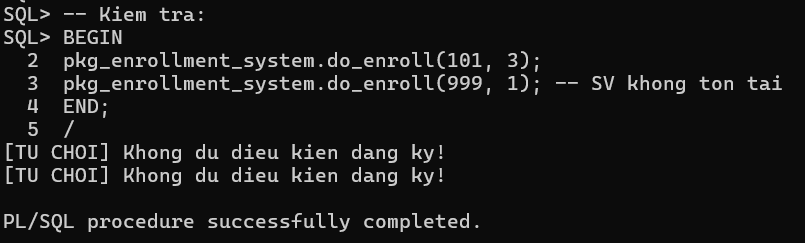 SQL> -- Kiem tra:
SQL> BEGIN
  2  pkg_enrollment_system.do_enroll(101, 3);
  3  pkg_enrollment_system.do_enroll(999, 1); -- SV khong ton tai
  4  END;
  5  /
[TU CHOI] Khong du dieu kien dang ky!
[TU CHOI] Khong du dieu kien dang ky!

PL/SQL procedure successfully completed.